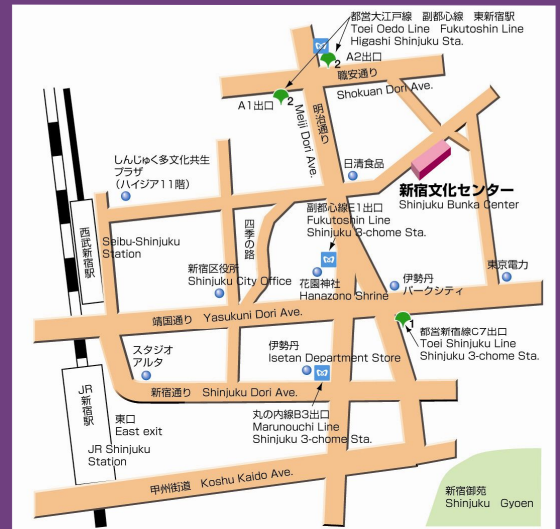 都営大江戸線　副都心線　東新宿駅
Toei Oedo Line　Fukutoshin Line
Higashi Shinjuku Sta.
A2出口
2
職安通り
Shokuan Dori Ave.
A1出口
2
明治通り
Meiji Dori Ave.
日清食品
しんじゅく多文化共生
プラザ
（ハイジア11階）
新宿文化センター
Shinjuku Bunka Center
副都心線E1出口
Fukutoshin Line
Shinjuku 3-chome Sta.
四季の路
西武新宿駅
Seibu-Shinjuku
Station
新宿区役所
Shinjuku City Office
花園神社
Hanazono Shrine
伊勢丹
パークシティ
東京電力
靖国通り　Yasukuni Dori Ave.
1
都営新宿線C7出口
Toei Shinjuku Line
Shinjuku 3-chome Sta.
スタジオ
アルタ
伊勢丹
Isetan Department Store
新宿通り　Shinjuku Dori Ave.
JR新宿駅
東口
East exit
JR Shinjuku
Station
丸の内線B3出口
Marunouchi Line
Shinjuku 3-chome Sta.
甲州街道　Koshu Kaido Ave.
新宿御苑
Shinjuku　Gyoen